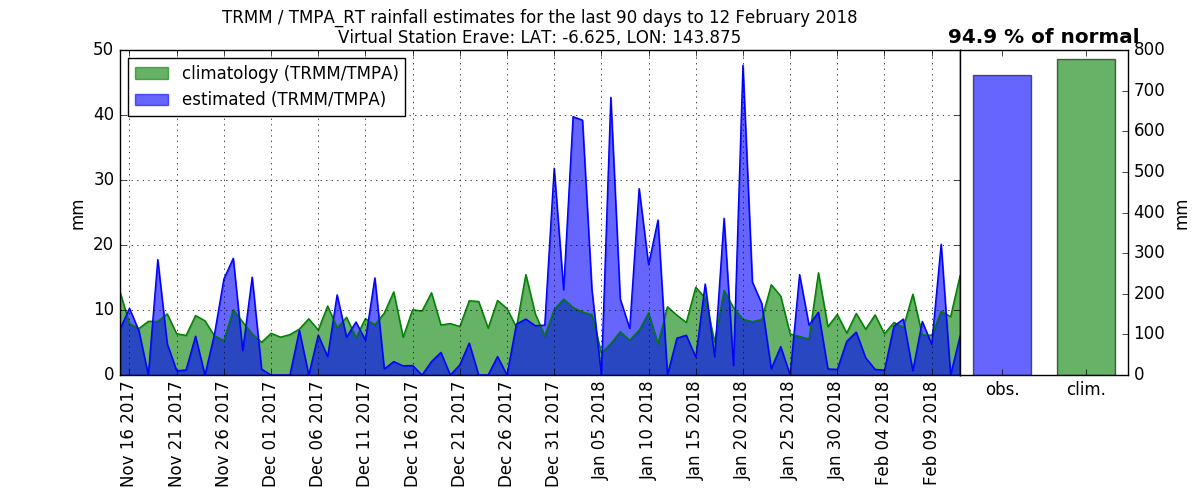 TRMM / TMPA_RT rainfall estimates for the last 90 days to 12 February 2018
Virtual Station Erave: LAT: -6.625, LON: 143.875
94.9 % of normal
climatology (TRMM/TMPA)
estimated (TRMM/TMPA)
50
40
30
20
10
0
mm
Nov 16 2017
Nov 21 2017
Nov 26 2017
Dec 01 2017
Dec 06 2017
Dec 11 2017
Dec 16 2017
Dec 21 2017
Dec 26 2017
Dec 31 2017
Jan 05 2018
Jan 10 2018
Jan 15 2018
Jan 20 2018
Jan 25 2018
Jan 30 2018
Feb 04 2018
Feb 09 2018
obs.
clim.
800
700
600
500
400
300
200
100
0
mm